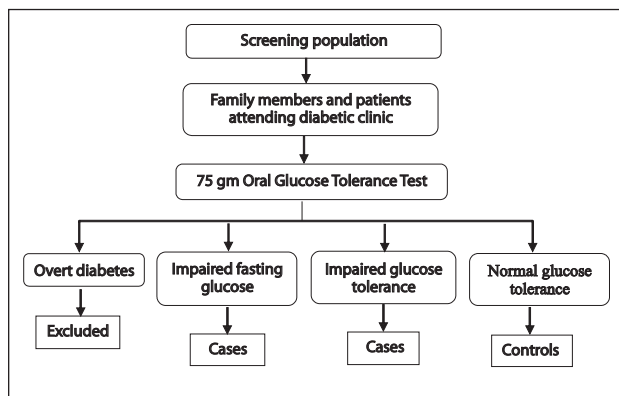 Screening population
Family members and patients
attending diabetic clinic
75 gm Oral Glucose Tolerance Test
Overt diabetes
Impaired fasting
glucose
Impaired glucose
tolerance
Normal glucose
tolerance
Excluded
Cases
Cases
Controls